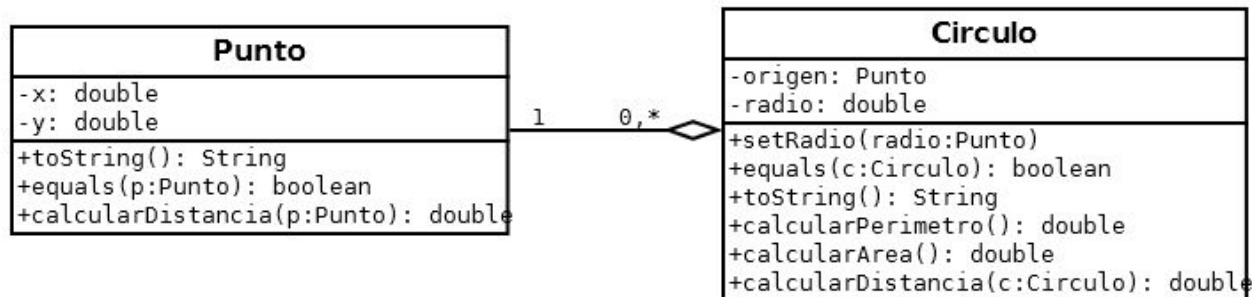 Punto
-x: double
-y: double
+toString(): String
+equals(p:Punto): boolean
+calcularDistancia(p:Punto): double
1
0,*
Circulo
-origen: Punto
-radio: double
+setRadio(radio:Punto)
+equals(c:Circulo): boolean
+toString(): String
+calcularPerimetro(): double
+calcularArea(): double
+calcularDistancia(c:Circulo): double